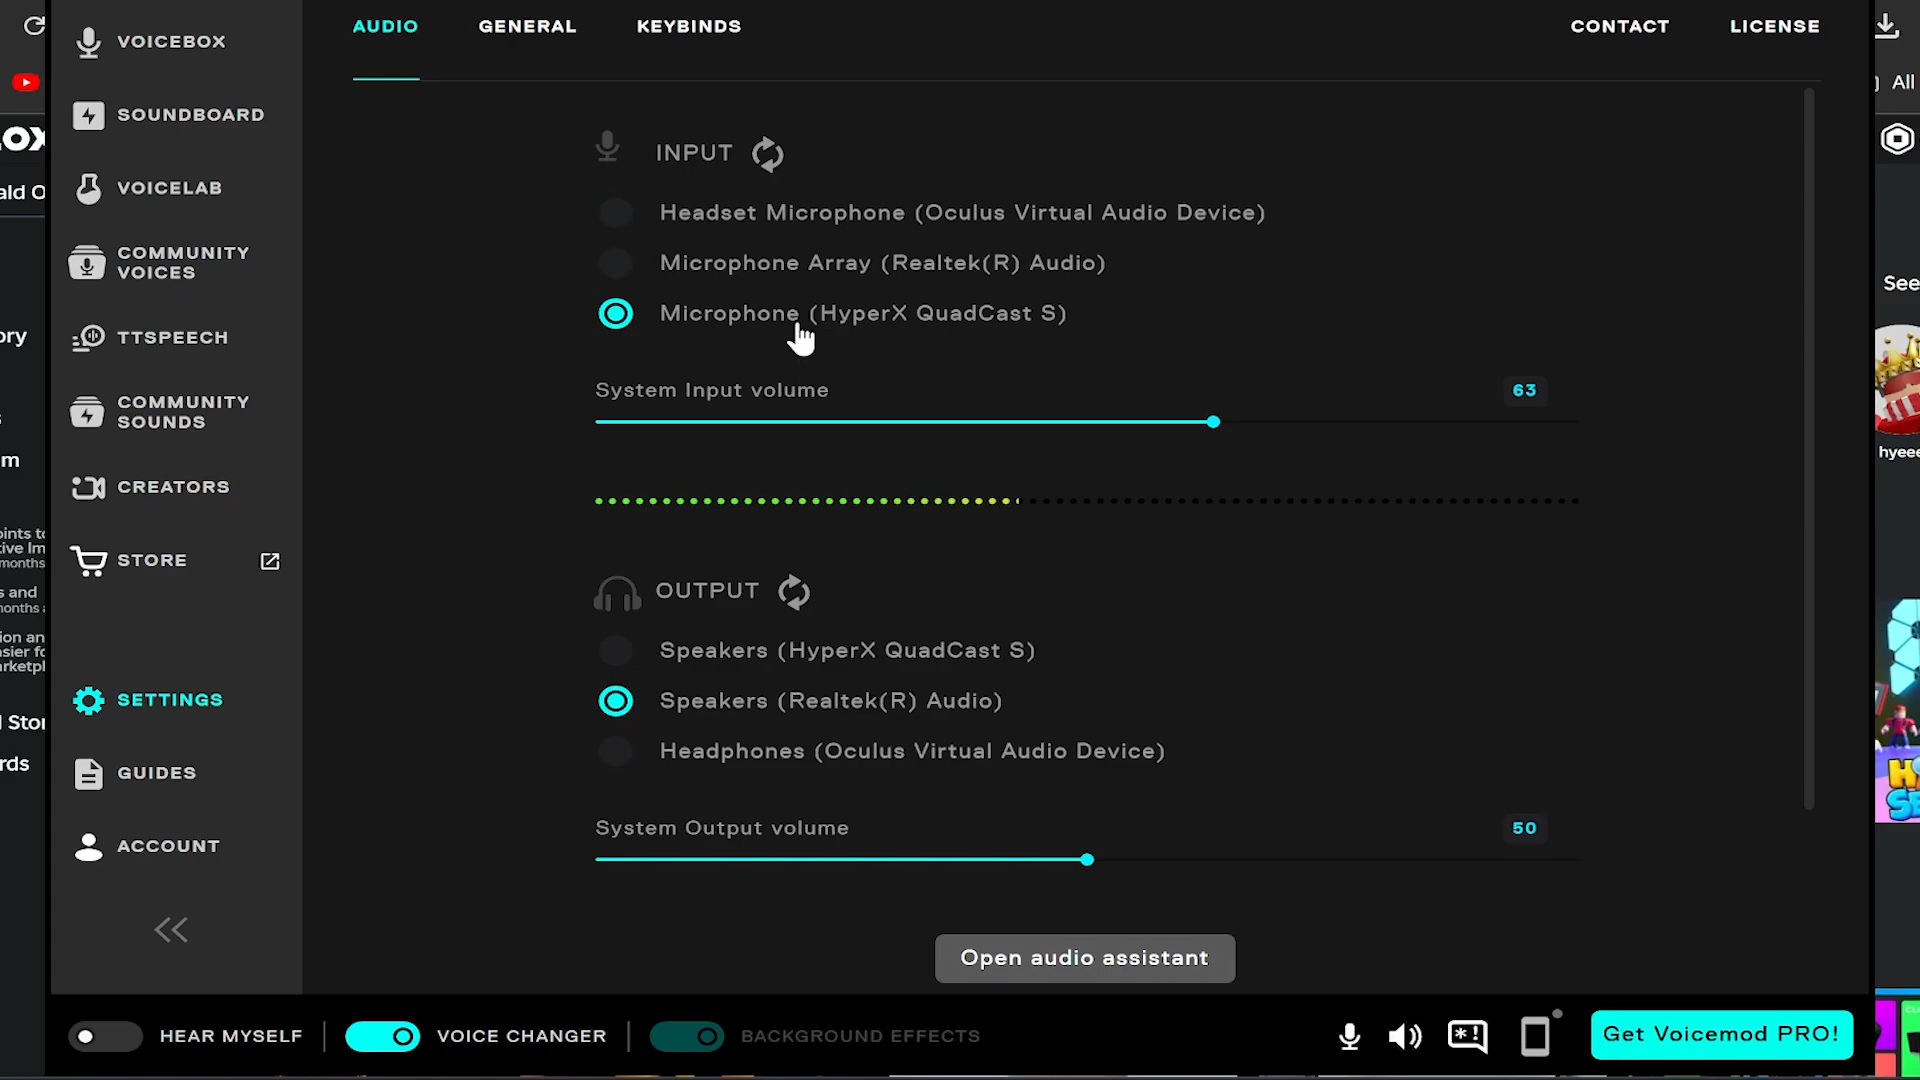 VOICEBOX
SOUNDBOARD
VOICELAB
COMMUNITY
VOICES
TTSPEECH
COMMUNITY
SOUNDS
CREATORS
STORE
SETTINGS
GUIDES
ACCOUNT
AUDIO GENERAL KEYBINDS CONTACT LICENSE
INPUT
Headset Microphone (Oculus Virtual Audio Device)
Microphone Array (Realtek(R) Audio)
Microphone (HyperX QuadCast S)
System Input volume 63
OUTPUT
Speakers (HyperX QuadCast S)
Speakers (Realtek(R) Audio)
Headphones (Oculus Virtual Audio Device)
System Output volume 50
Open audio assistant
HEAR MYSELF VOICE CHANGER BACKGROUND EFFECTS Get Voicemod PRO!
All
See
hyeee